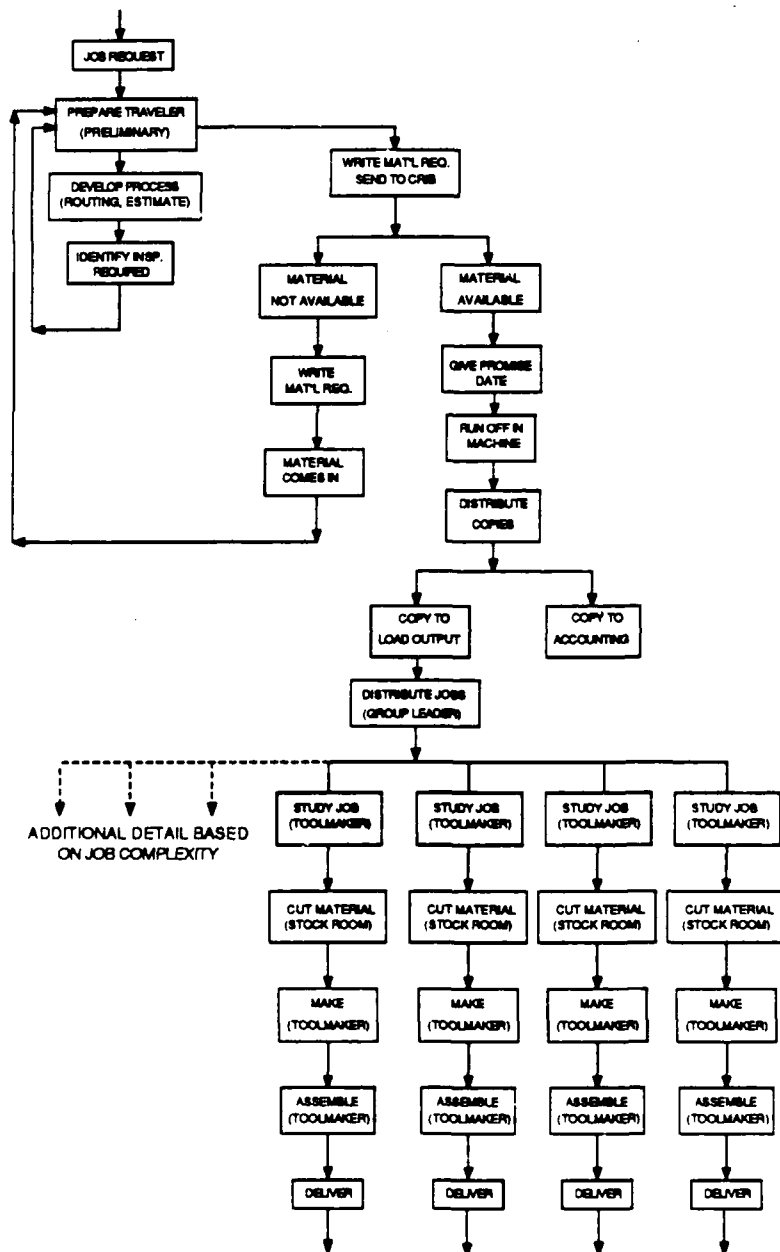 JOB REQUEST
PREPARE TRAVELER
(PRELIMINARY)
WRITE MAT'L REQ.
SEND TO CRIB
DEVELOP PROCESS
(ROUTING, ESTIMATE)
IDENTIFY INSP.
REQUIRED
MATERIAL
NOT AVAILABLE
MATERIAL
AVAILABLE
WRITE
MAT'L REQ.
GIVE PROMISE
DATE
RUN OFF IN
MACHINE
MATERIAL
COMES IN
DISTRIBUTE
COPIES
COPY TO
LOAD OUTPUT
COPY TO
ACCOUNTING
DISTRIBUTE JOBS
(GROUP LEADER)
ADDITIONAL DETAIL BASED
ON JOB COMPLEXITY
STUDY JOB
(TOOLMAKER)
STUDY JOB
(TOOLMAKER)
STUDY JOB
(TOOLMAKER)
STUDY JOB
(TOOLMAKER)
CUT MATERIAL
(STOCK ROOM)
CUT MATERIAL
(STOCK ROOM)
CUT MATERIAL
(STOCK ROOM)
CUT MATERIAL
(STOCK ROOM)
MAKE
(TOOLMAKER)
MAKE
(TOOLMAKER)
MAKE
(TOOLMAKER)
MAKE
(TOOLMAKER)
ASSEMBLE
(TOOLMAKER)
ASSEMBLE
(TOOLMAKER)
ASSEMBLE
(TOOLMAKER)
ASSEMBLE
(TOOLMAKER)
DELIVER
DELIVER
DELIVER
DELIVER